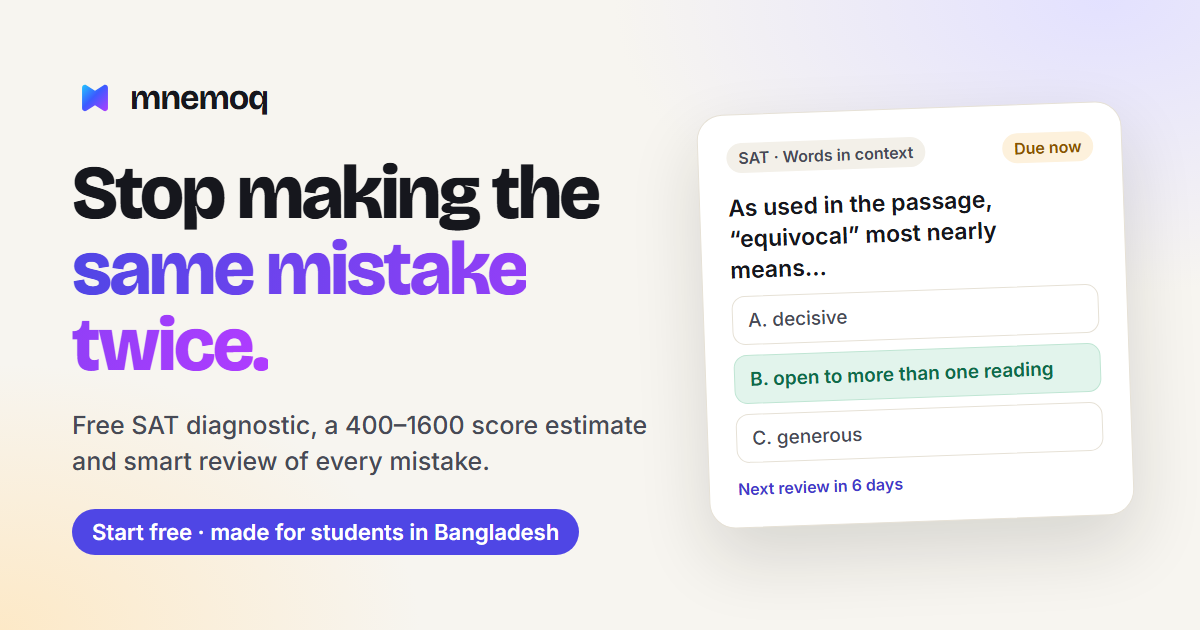 mnemoq
Stop making the
same mistake
twice.
Free SAT diagnostic, a 400–1600 score estimate
and smart review of every mistake.
Start free · made for students in Bangladesh
SAT · Words in context
Due now
As used in the passage,
“equivocal” most nearly
means…
A. decisive
B. open to more than one reading
C. generous
Next review in 6 days